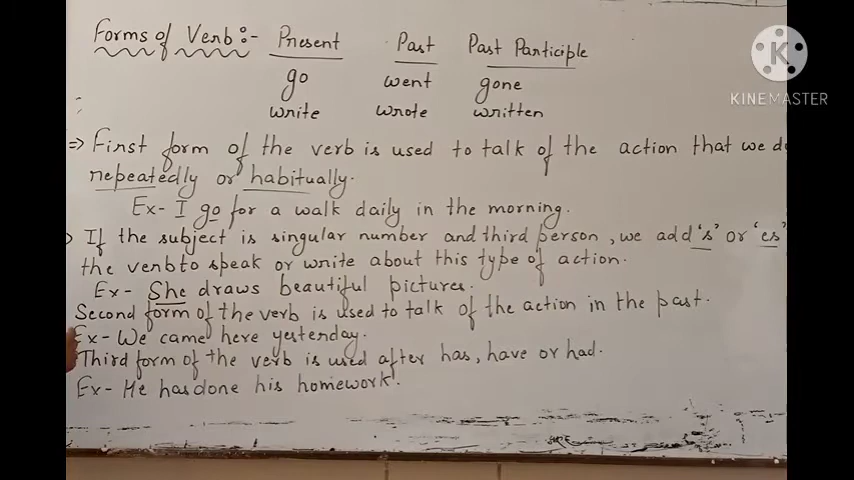 Forms of Verb:- Present Past Past Participle
go went gone
write wrote written
K
KINEMASTER
=> First form of the verb is used to talk of the action that we do
repeatedly or habitually.
Ex- I go for a walk daily in the morning.
If the subject is singular number and third person, we add 's' or 'es'
the verb to speak or write about this type of action.
Ex- She draws beautiful pictures.
Second form of the verb is used to talk of the action in the past.
Ex- We came here yesterday.
Third form of the verb is used after has, have or had.
Ex- He has done his homework.